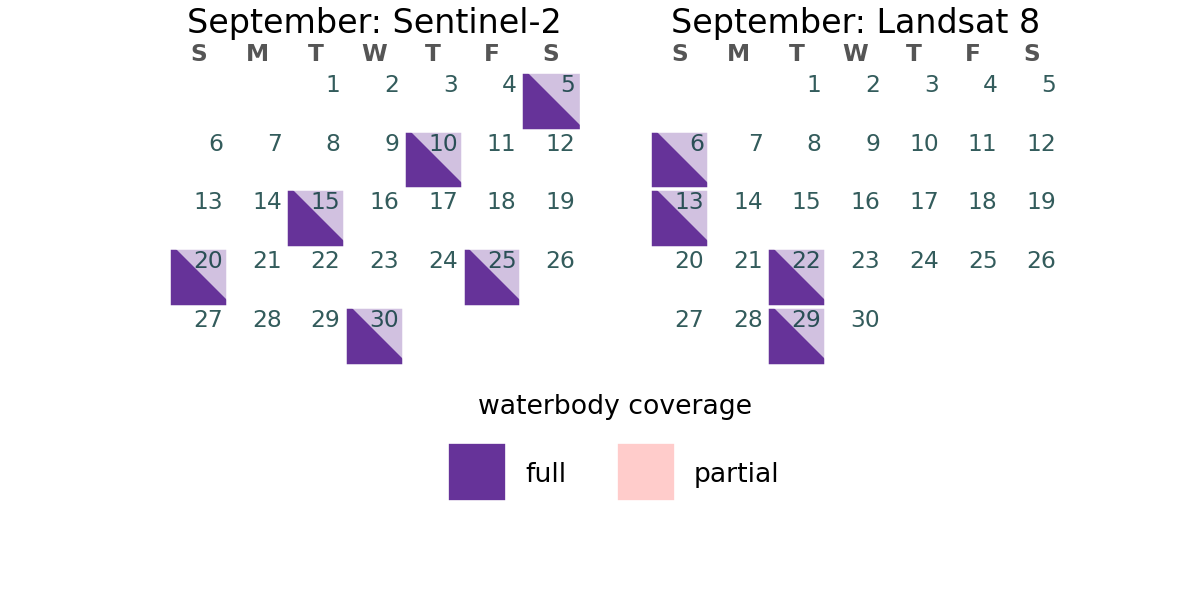 September: Sentinel-2
S M T W T F S
1 2 3 4 5
6 7 8 9 10 11 12
13 14 15 16 17 18 19
20 21 22 23 24 25 26
27 28 29 30
September: Landsat 8
S M T W T F S
1 2 3 4 5
6 7 8 9 10 11 12
13 14 15 16 17 18 19
20 21 22 23 24 25 26
27 28 29 30
waterbody coverage
full
partial